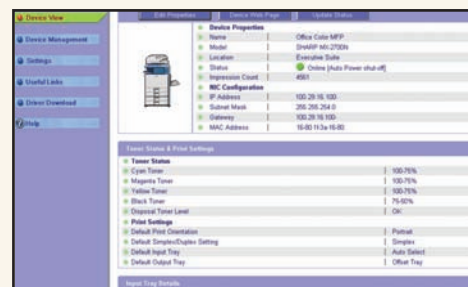 Device View
Device Management
Settings
Useful Links
Driver Download
Help
Edit Properties
Device Web Page
Update Status
Device Properties
Name Office Color MFP
Model SHARP MX-2700N
Location Executive Suite
Status Online [Auto Power shut-off]
Impression Count 4561
NIC Configuration
IP Address 100.29.16.100
Subnet Mask
Gateway 100.29.16.100
MAC Address
Toner Status & Print Settings
Toner Status
Cyan Toner 100-75%
Magenta Toner 100-75%
Yellow Toner 100-75%
Black Toner 75-50%
Disposal Toner Level OK
Print Settings
Default Print Orientation Portrait
Default Simplex/Duplex Setting Simplex
Default Input Tray Auto Select
Default Output Tray Offset Tray
Input Tray Details